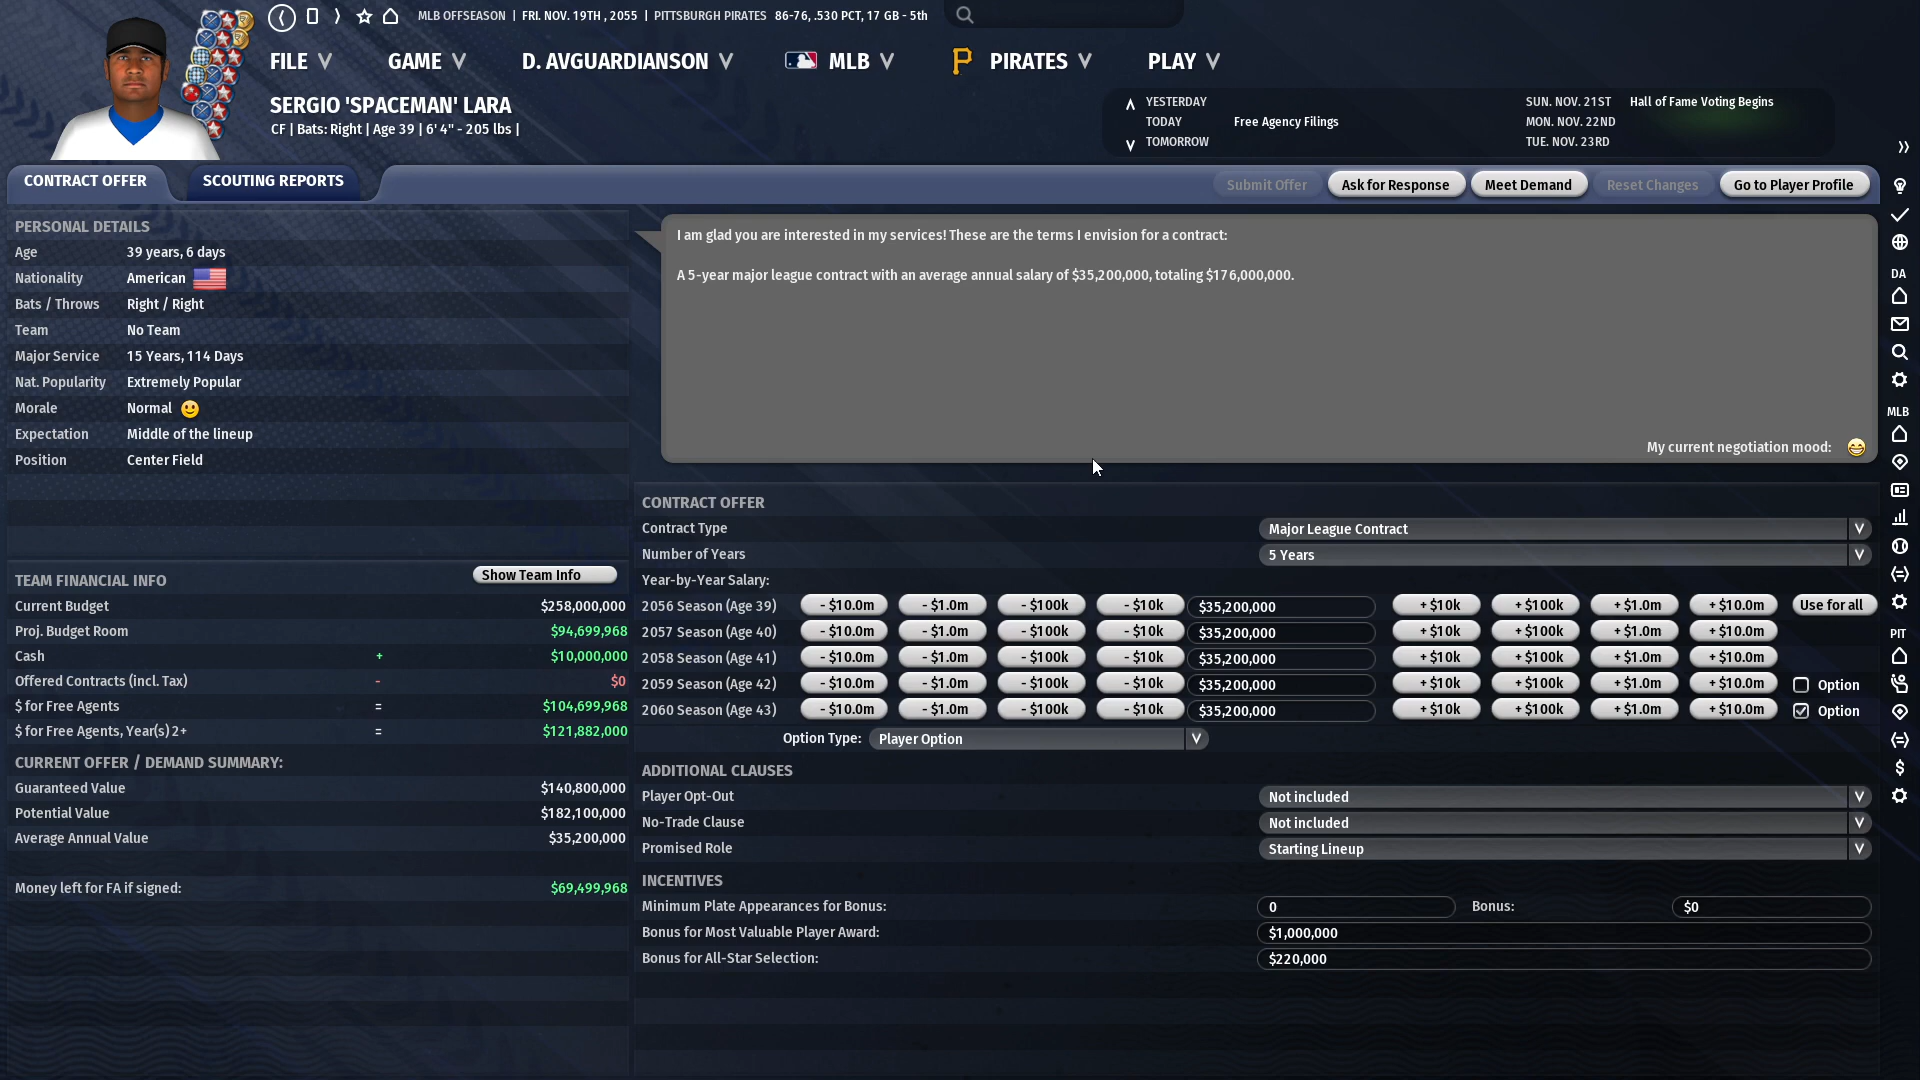 MLB OFFSEASON | FRI. NOV. 19TH , 2055 | PITTSBURGH PIRATES 86-76, .530 PCT, 17 GB - 5th
FILE GAME D. AVGUARDIANSON MLB PIRATES PLAY
SERGIO 'SPACEMAN' LARA
CF | Bats: Right | Age 39 | 6' 4" - 205 lbs |
YESTERDAY
TODAY Free Agency Filings
TOMORROW
SUN. NOV. 21ST Hall of Fame Voting Begins
MON. NOV. 22ND
TUE. NOV. 23RD
CONTRACT OFFER SCOUTING REPORTS
Submit Offer Ask for Response Meet Demand Reset Changes Go to Player Profile
PERSONAL DETAILS
Age 39 years, 6 days
Nationality American
Bats / Throws Right / Right
Team No Team
Major Service 15 Years, 114 Days
Nat. Popularity Extremely Popular
Morale Normal
Expectation Middle of the lineup
Position Center Field
TEAM FINANCIAL INFO Show Team Info
Current Budget $258,000,000
Proj. Budget Room $94,699,968
Cash + $10,000,000
Offered Contracts (incl. Tax) - $0
$ for Free Agents = $104,699,968
$ for Free Agents, Year(s) 2+ = $121,882,000
CURRENT OFFER / DEMAND SUMMARY:
Guaranteed Value $140,800,000
Potential Value $182,100,000
Average Annual Value $35,200,000
Money left for FA if signed: $69,499,968
I am glad you are interested in my services! These are the terms I envision for a contract:
A 5-year major league contract with an average annual salary of $35,200,000, totaling $176,000,000.
My current negotiation mood:
CONTRACT OFFER
Contract Type Major League Contract
Number of Years 5 Years
Year-by-Year Salary:
2056 Season (Age 39) - $10.0m - $1.0m - $100k - $10k $35,200,000 + $10k + $100k + $1.0m + $10.0m Use for all
2057 Season (Age 40) - $10.0m - $1.0m - $100k - $10k $35,200,000 + $10k + $100k + $1.0m + $10.0m
2058 Season (Age 41) - $10.0m - $1.0m - $100k - $10k $35,200,000 + $10k + $100k + $1.0m + $10.0m
2059 Season (Age 42) - $10.0m - $1.0m - $100k - $10k $35,200,000 + $10k + $100k + $1.0m + $10.0m Option
2060 Season (Age 43) - $10.0m - $1.0m - $100k - $10k $35,200,000 + $10k + $100k + $1.0m + $10.0m Option
Option Type: Player Option
ADDITIONAL CLAUSES
Player Opt-Out Not included
No-Trade Clause Not included
Promised Role Starting Lineup
INCENTIVES
Minimum Plate Appearances for Bonus: 0 Bonus: $0
Bonus for Most Valuable Player Award: $1,000,000
Bonus for All-Star Selection: $220,000
DA
MLB
PIT